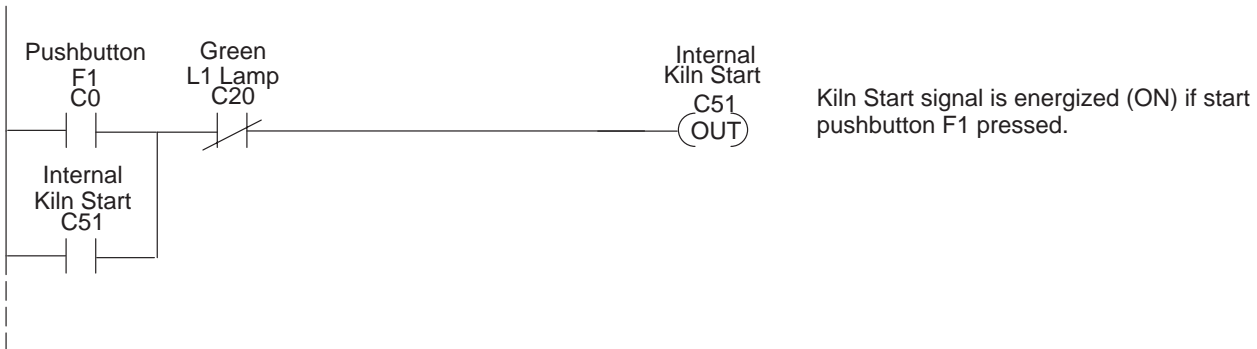 Pushbutton
F1
C0
Green
L1 Lamp
C20
Internal
Kiln Start
C51
OUT
Kiln Start signal is energized (ON) if start
pushbutton F1 pressed.
Internal
Kiln Start
C51